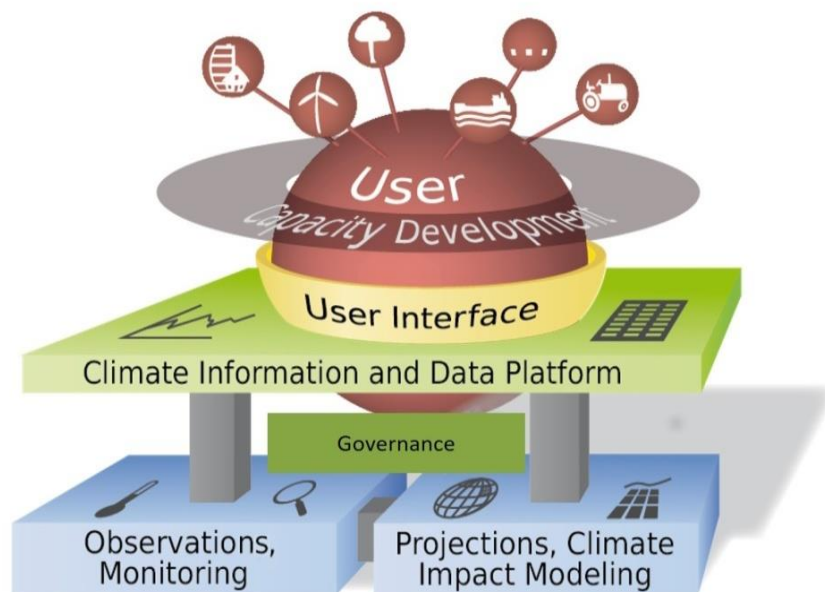 User
Capacity Development
User Interface
Climate Information and Data Platform
Governance
Observations,
Monitoring
Projections, Climate
Impact Modeling